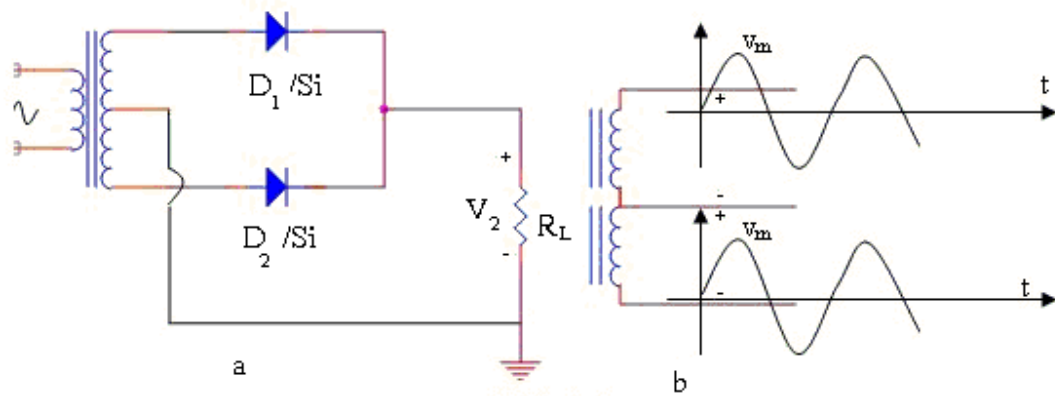 D1 /Si
D2 /Si
V2
+
-
RL
a
vm
t
+
-
+
vm
-
t
b